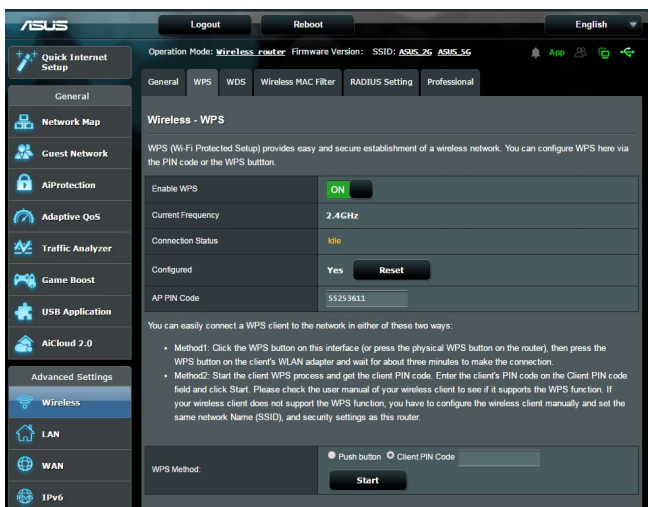 ASUS
Logout
Reboot
English
Quick Internet
Setup
Operation Mode: Wireless router Firmware Version: SSID: ASUS_2G ASUS_5G
App
General
WPS
WDS
Wireless MAC Filter
RADIUS Setting
Professional
General
Network Map
Guest Network
AiProtection
Adaptive QoS
Traffic Analyzer
Game Boost
USB Application
AiCloud 2.0
Advanced Settings
Wireless
LAN
WAN
IPv6
Wireless - WPS
WPS (Wi-Fi Protected Setup) provides easy and secure establishment of a wireless network. You can configure WPS here via
the PIN code or the WPS buttton.
Enable WPS
ON
Current Frequency
2.4GHz
Connection Status
Idle
Configured
Yes
Reset
AP PIN Code
55253611
You can easily connect a WPS client to the network in either of these two ways:
• Method1: Click the WPS button on this interface (or press the physical WPS button on the router), then press the
WPS button on the client's WLAN adapter and wait for about three minutes to make the connection.
• Method2: Start the client WPS process and get the client PIN code. Enter the client's PIN code on the Client PIN code
field and click Start. Please check the user manual of your wireless client to see if it supports the WPS function. If
your wireless client does not support the WPS function, you have to configure the wireless client manually and set the
same network Name (SSID), and security settings as this router.
WPS Method:
Push button
Client PIN Code
Start